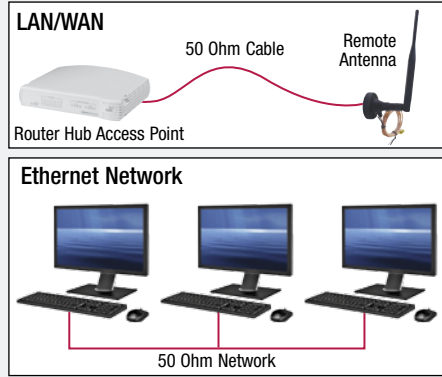 LAN/WAN
50 Ohm Cable
Remote
Antenna
Router Hub Access Point
Ethernet Network
50 Ohm Network